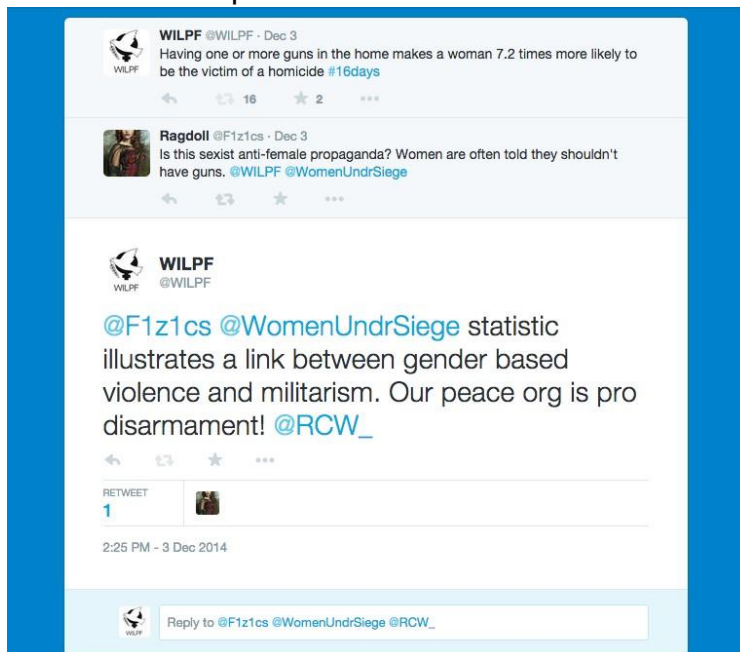 WILPF @WILPF · Dec 3
Having one or more guns in the home makes a woman 7.2 times more likely to
be the victim of a homicide #16days
WILPF
16 2
Ragdoll @F1z1cs · Dec 3
Is this sexist anti-female propaganda? Women are often told they shouldn't
have guns. @WILPF @WomenUndrSiege
WILPF
@WILPF
WILPF
@F1z1cs @WomenUndrSiege statistic
illustrates a link between gender based
violence and militarism. Our peace org is pro
disarmament! @RCW_
RETWEET
1
2:25 PM - 3 Dec 2014
Reply to @F1z1cs @WomenUndrSiege @RCW_
WILPF